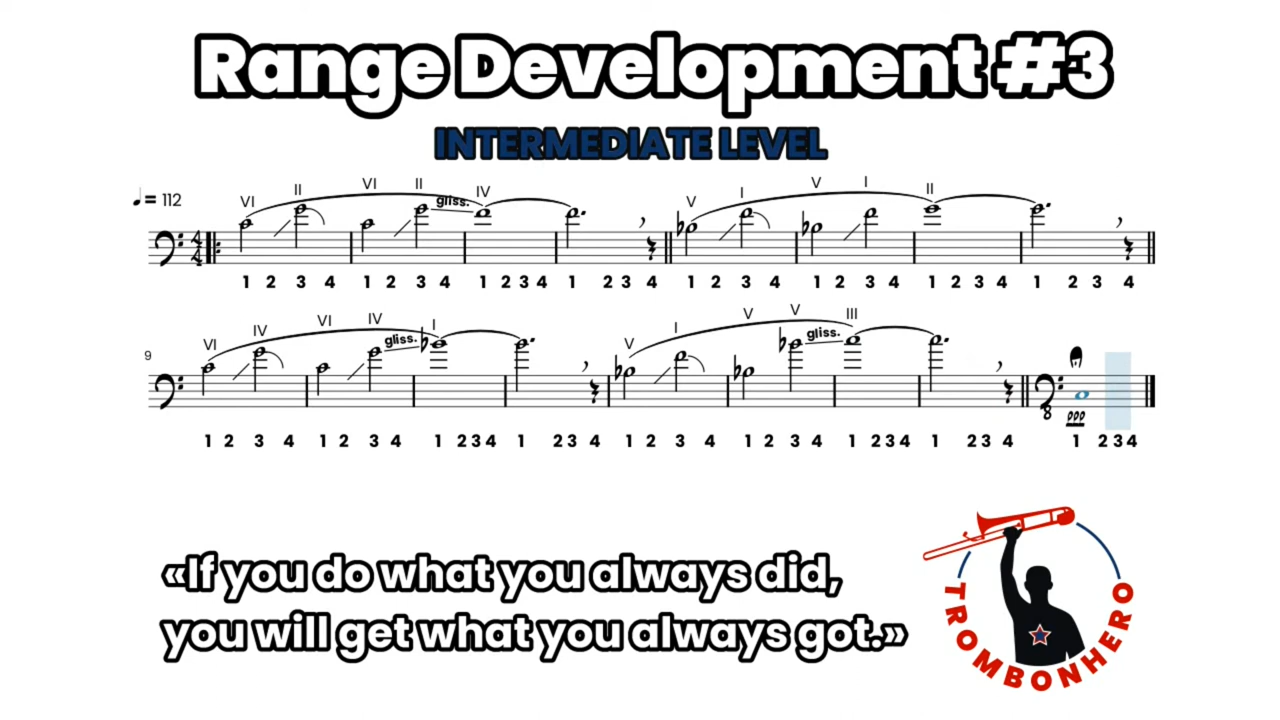 Range Development #3
INTERMEDIATE LEVEL
♩= 112
VI II VI II gliss. IV V I V I II
4 4
1 2 3 4 1 2 3 4 1 2 3 4 1 2 3 4 1 2 3 4 1 2 3 4 1 2 3 4 1 2 3 4
9
VI IV VI IV gliss. I V I V V gliss. III
8 ppp
1 2 3 4 1 2 3 4 1 2 3 4 1 2 3 4 1 2 3 4 1 2 3 4 1 2 3 4 1 2 3 4 1 2 3 4
«If you do what you always did,
you will get what you always got.»
TROMBONHERO